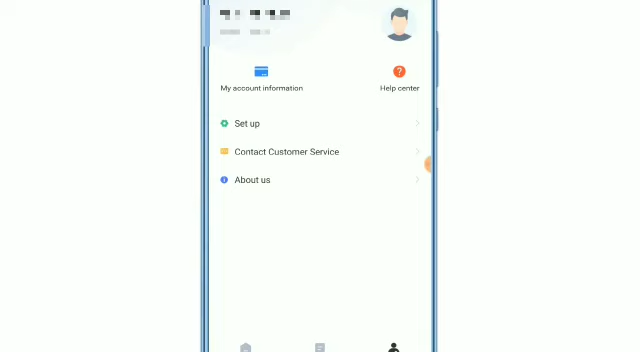 My account information
Help center
Set up
Contact Customer Service
About us